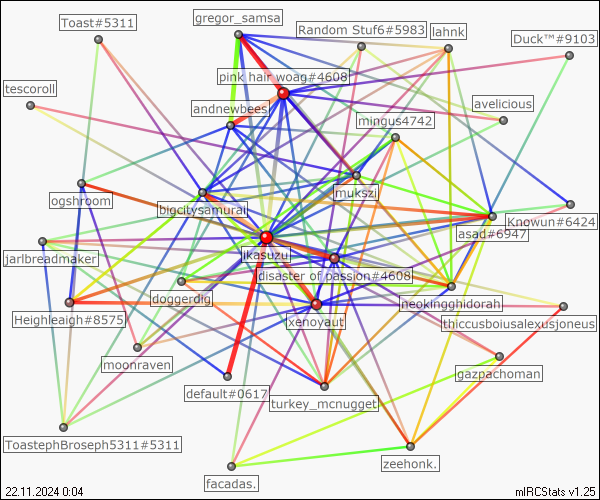 gregor_samsa
Toast#5311
Random Stuf6#5983
lahnk
Duck™#9103
pink hair woag#4608
tescoroll
andnewbees
avelicious
mingus4742
ogshroom
mukszi
bigcitysamurai
Knowun#6424
asad#6947
jarlbreadmaker
ikasuzu
disaster of passion#4608
doggerdig
neokingghidorah
Heighleaigh#8575
xenoyaut
thiccusboiusalexusjoneus
moonraven
gazpachoman
default#0617
turkey_mcnugget
ToastephBroseph5311#5311
zeehonk.
facadas.
22.11.2024 0:04
mIRCStats v1.25